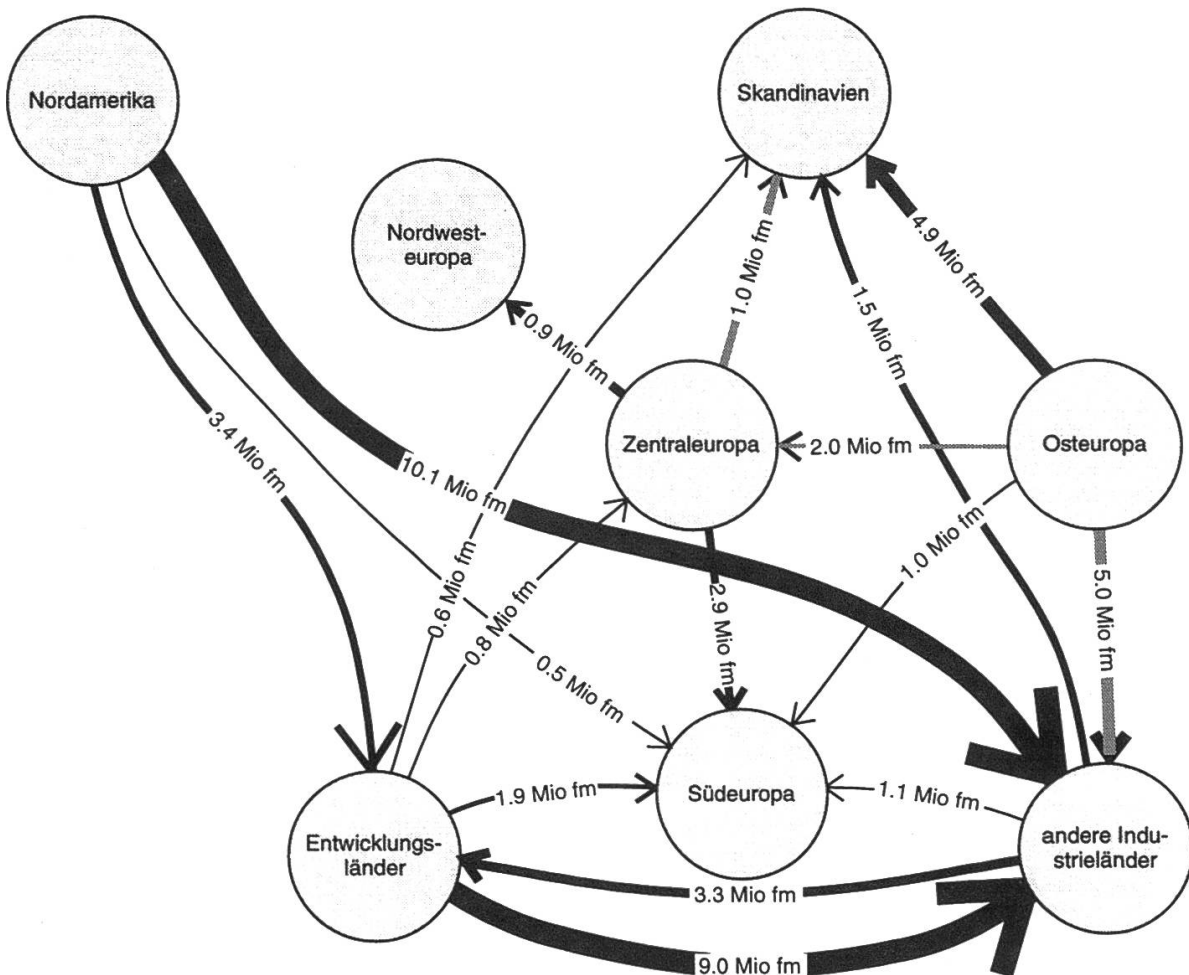 Nordamerika
Skandinavien
Nordwest-
europa
4.9 Mio fm
1.0 Mio fm
1.5 Mio fm
0.9 Mio fm
3.4 Mio fm
Zentraleuropa
2.0 Mio fm
Osteuropa
10.1 Mio fm
0.6 Mio fm
0.8 Mio fm
1.0 Mio fm
2.9 Mio fm
5.0 Mio fm
0.5 Mio fm
1.9 Mio fm
Südeuropa
1.1 Mio fm
Entwicklungs-
länder
andere Indu-
strieländer
3.3 Mio fm
9.0 Mio fm